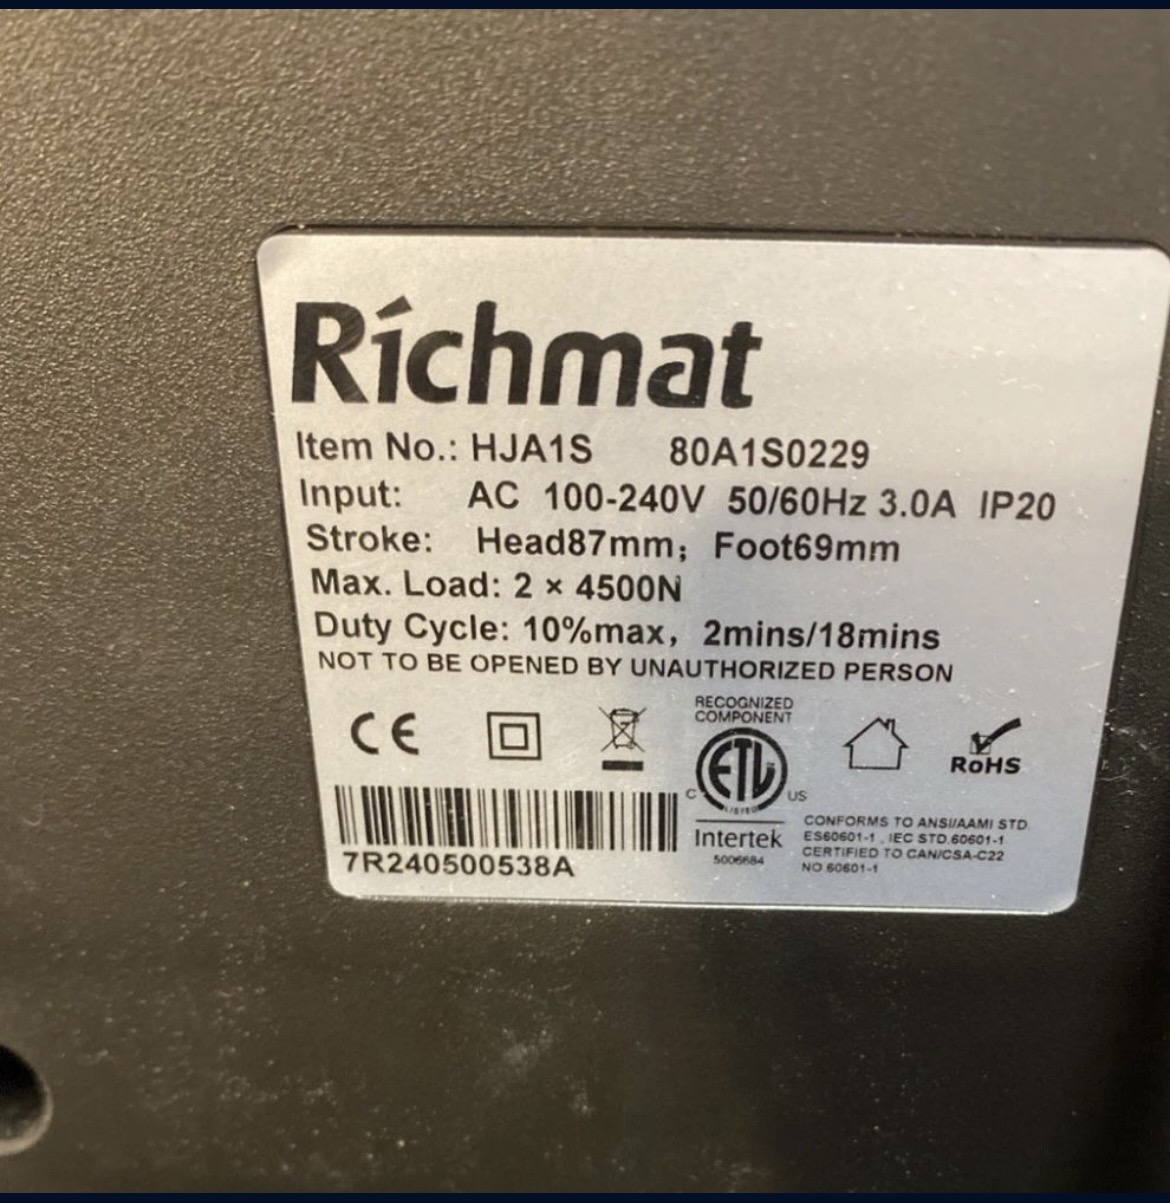 Richmat
Item No.: HJA1S 80A1S0229
Input: AC 100-240V 50/60Hz 3.0A IP20
Stroke: Head87mm; Foot69mm
Max. Load: 2 × 4500N
Duty Cycle: 10%max, 2mins/18mins
NOT TO BE OPENED BY UNAUTHORIZED PERSON
CE
RECOGNIZED
COMPONENT
ETL
C US
LISTED
Intertek
5006684
RoHS
CONFORMS TO ANSI/AAMI STD.
ES60601-1 , IEC STD.60601-1
CERTIFIED TO CAN/CSA-C22
NO 60601-1
7R240500538A